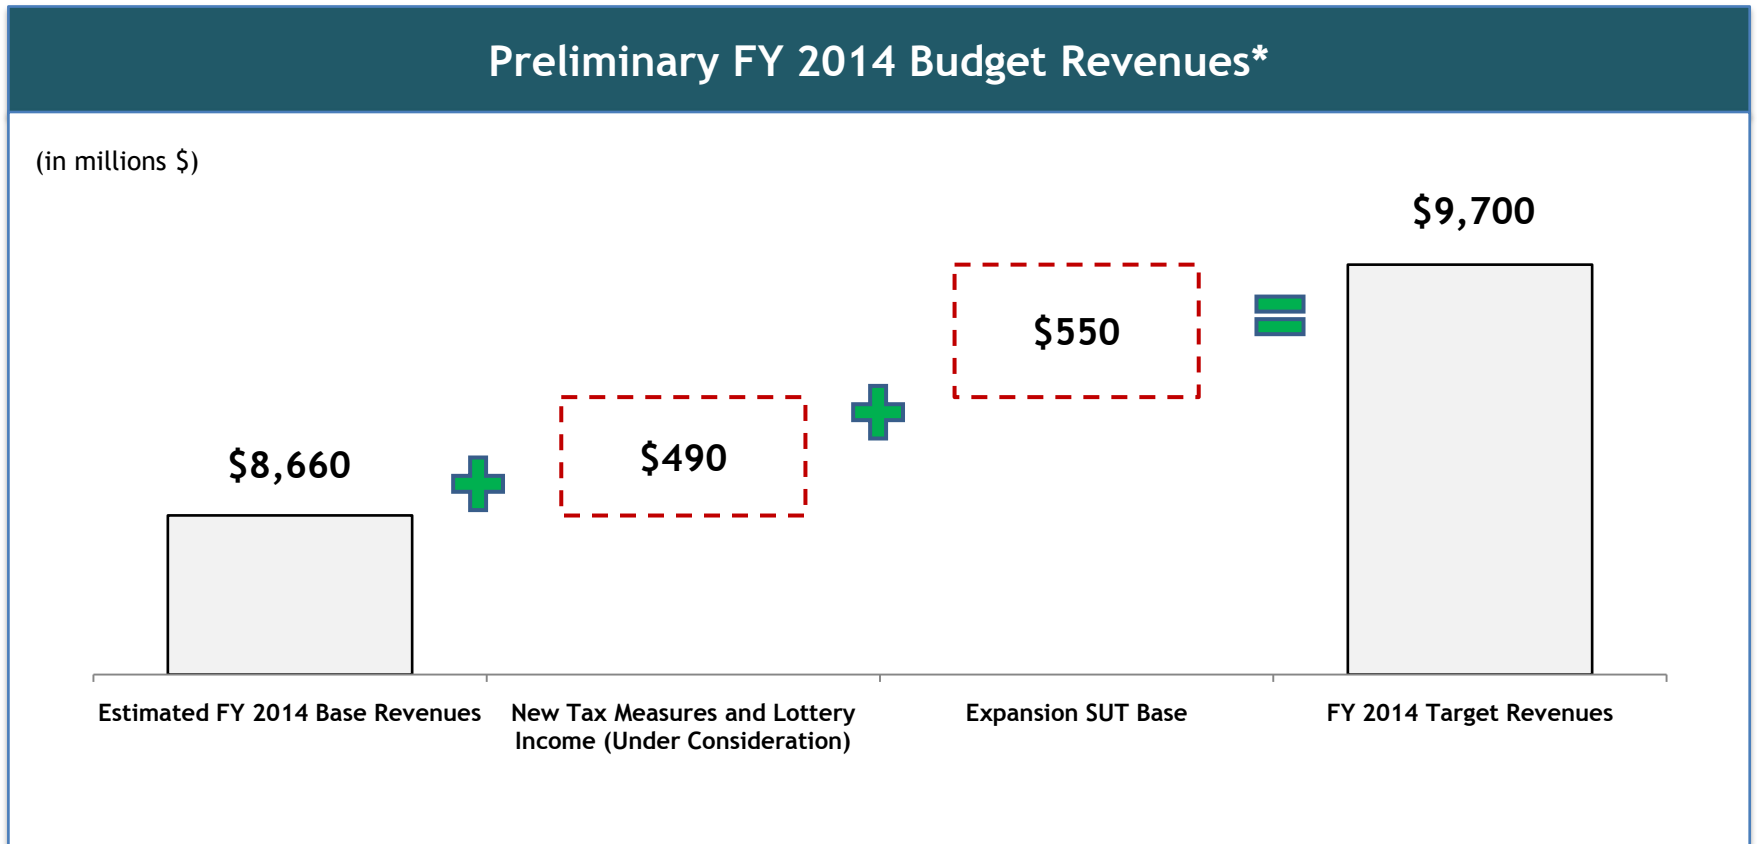 Preliminary FY 2014 Budget Revenues*
(in millions $)
$9,700
$550
$490
$8,660
Estimated FY 2014 Base Revenues
New Tax Measures and Lottery
Income (Under Consideration)
Expansion SUT Base
FY 2014 Target Revenues